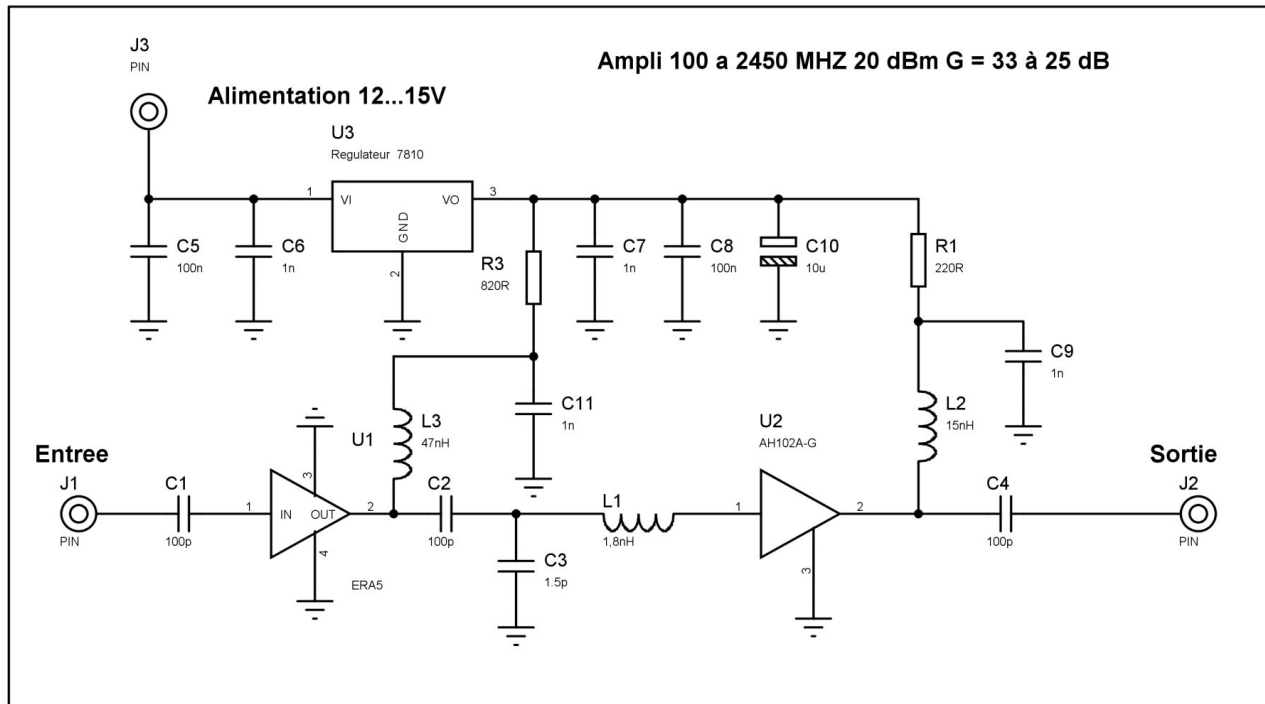 J3
PIN
Ampli 100 a 2450 MHZ 20 dBm G = 33 à 25 dB
Alimentation 12...15V
U3
Regulateur 7810
1
VI
VO
3
GND
2
C5
100n
C6
1n
R3
820R
C7
1n
C8
100n
C10
10u
R1
220R
C9
1n
C11
1n
L3
47nH
U1
L2
15nH
U2
AH102A-G
Entree
J1
PIN
C1
100p
1
IN
OUT
3
4
2
ERA5
C2
100p
C3
1.5p
L1
1,8nH
1
2
3
C4
100p
Sortie
J2
PIN